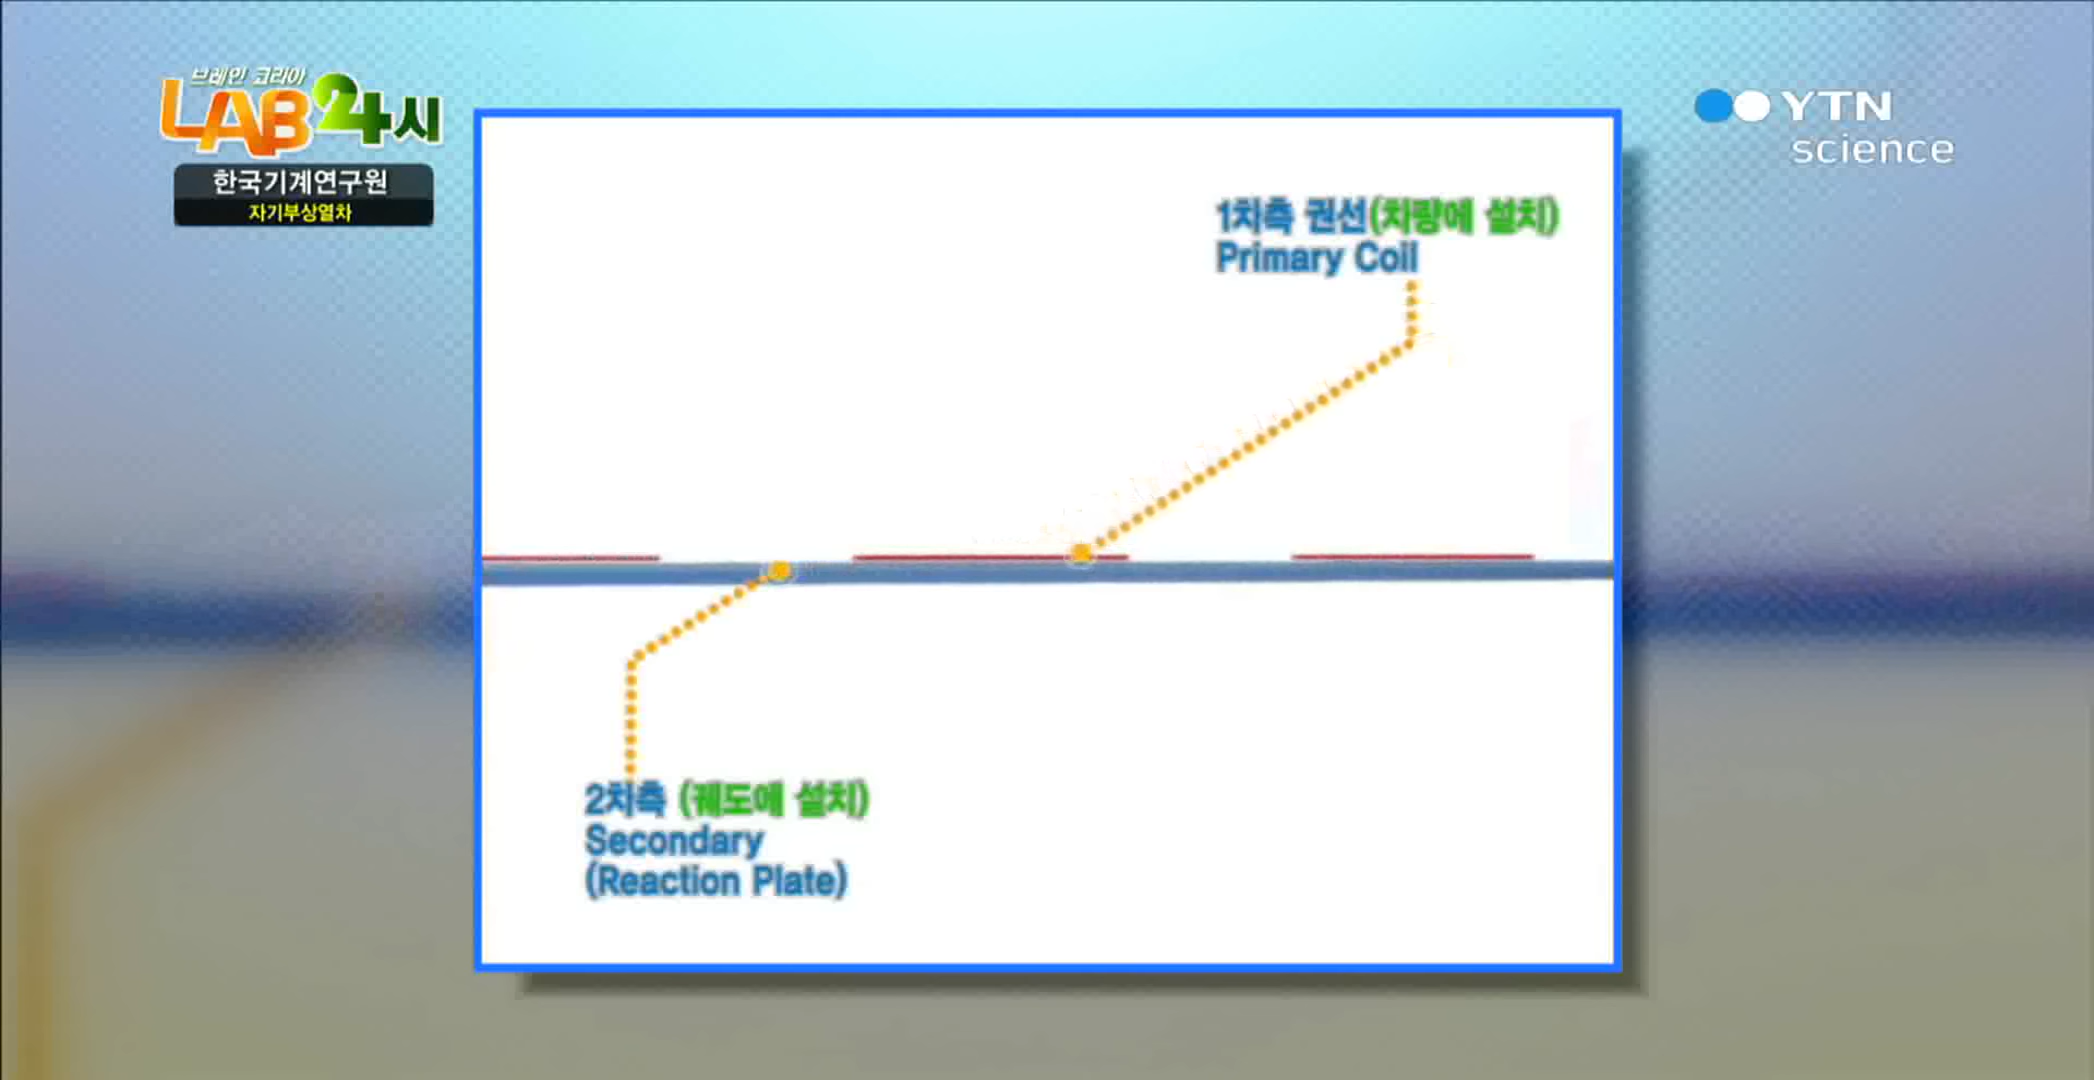 브레인 코리아
LAB24시
한국기계연구원
자기부상열차
YTN
science
1차측 권선(차량에 설치)
Primary Coil
2차측 (궤도에 설치)
Secondary
(Reaction Plate)